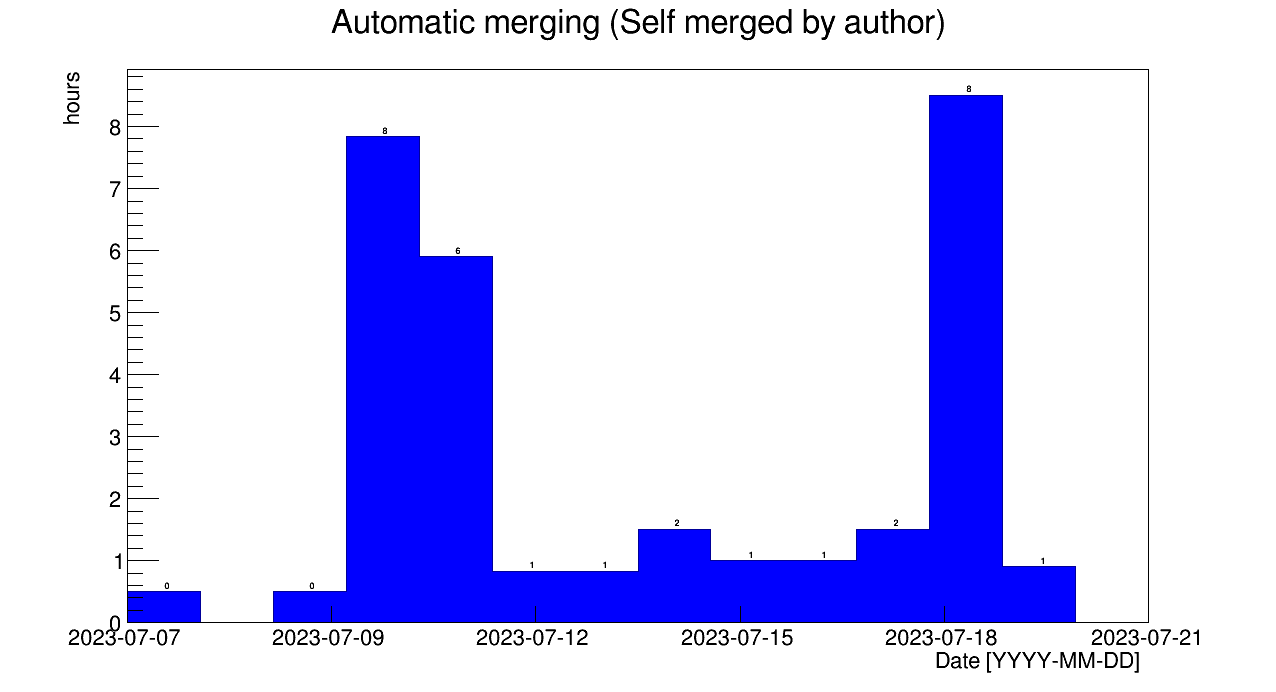 Automatic merging (Self merged by author)
hours
8
7
6
5
4
3
2
1
0
0 0 8 6 1 1 2 1 1 2 8 1
2023-07-07 2023-07-09 2023-07-12 2023-07-15 2023-07-18 2023-07-21
Date [YYYY-MM-DD]